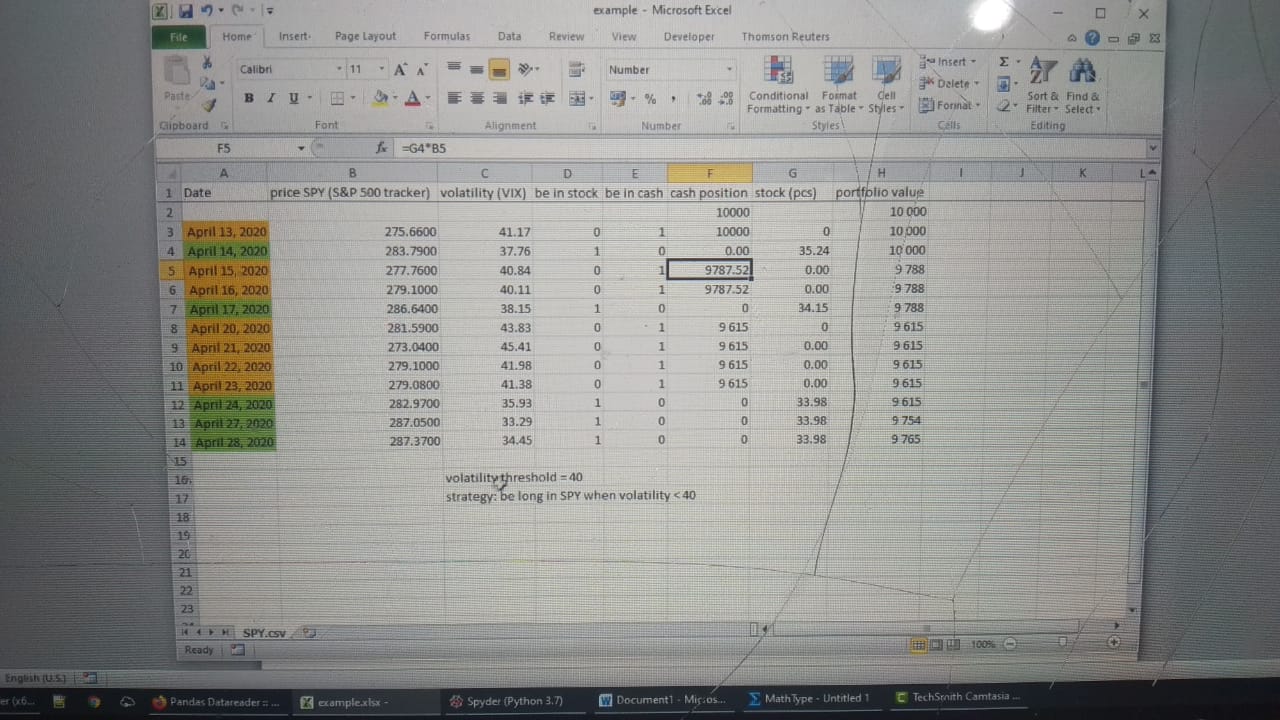 example - Microsoft Excel
File Home Insert Page Layout Formulas Data Review View Developer Thomson Reuters
Calibri 11 Number Insert Σ
Paste Delete
B I U % Conditional Format Cell Format Sort & Find &
Formatting as Table Styles Filter Select
Clipboard Font Alignment Number Styles Cells Editing
F5 fx =G4*B5
A B C D E F G H I J K L
1 Date price SPY (S&P 500 tracker) volatility (VIX) be in stock be in cash cash position stock (pcs) portfolio value
2 10000 10 000
3 April 13, 2020 275.6600 41.17 0 1 10000 0 10 000
4 April 14, 2020 283.7900 37.76 1 0 0.00 35.24 10 000
5 April 15, 2020 277.7600 40.84 0 1 9787.52 0.00 9 788
6 April 16, 2020 279.1000 40.11 0 1 9787.52 0.00 9 788
7 April 17, 2020 286.6400 38.15 1 0 0 34.15 9 788
8 April 20, 2020 281.5900 43.83 0 1 9 615 0 9 615
9 April 21, 2020 273.0400 45.41 0 1 9 615 0.00 9 615
10 April 22, 2020 279.1000 41.98 0 1 9 615 0.00 9 615
11 April 23, 2020 279.0800 41.38 0 1 9 615 0.00 9 615
12 April 24, 2020 282.9700 35.93 1 0 0 33.98 9 615
13 April 27, 2020 287.0500 33.29 1 0 0 33.98 9 754
14 April 28, 2020 287.3700 34.45 1 0 0 33.98 9 765
15
16 volatility threshold = 40
17 strategy: be long in SPY when volatility < 40
18
19
20
21
22
23
SPY.csv
Ready 100%
English (U.S.)
er (x6... Pandas Datareader :: ... example.xlsx - Spyder (Python 3.7) Document1 - Micros... MathType - Untitled 1 TechSmith Camtasia ...